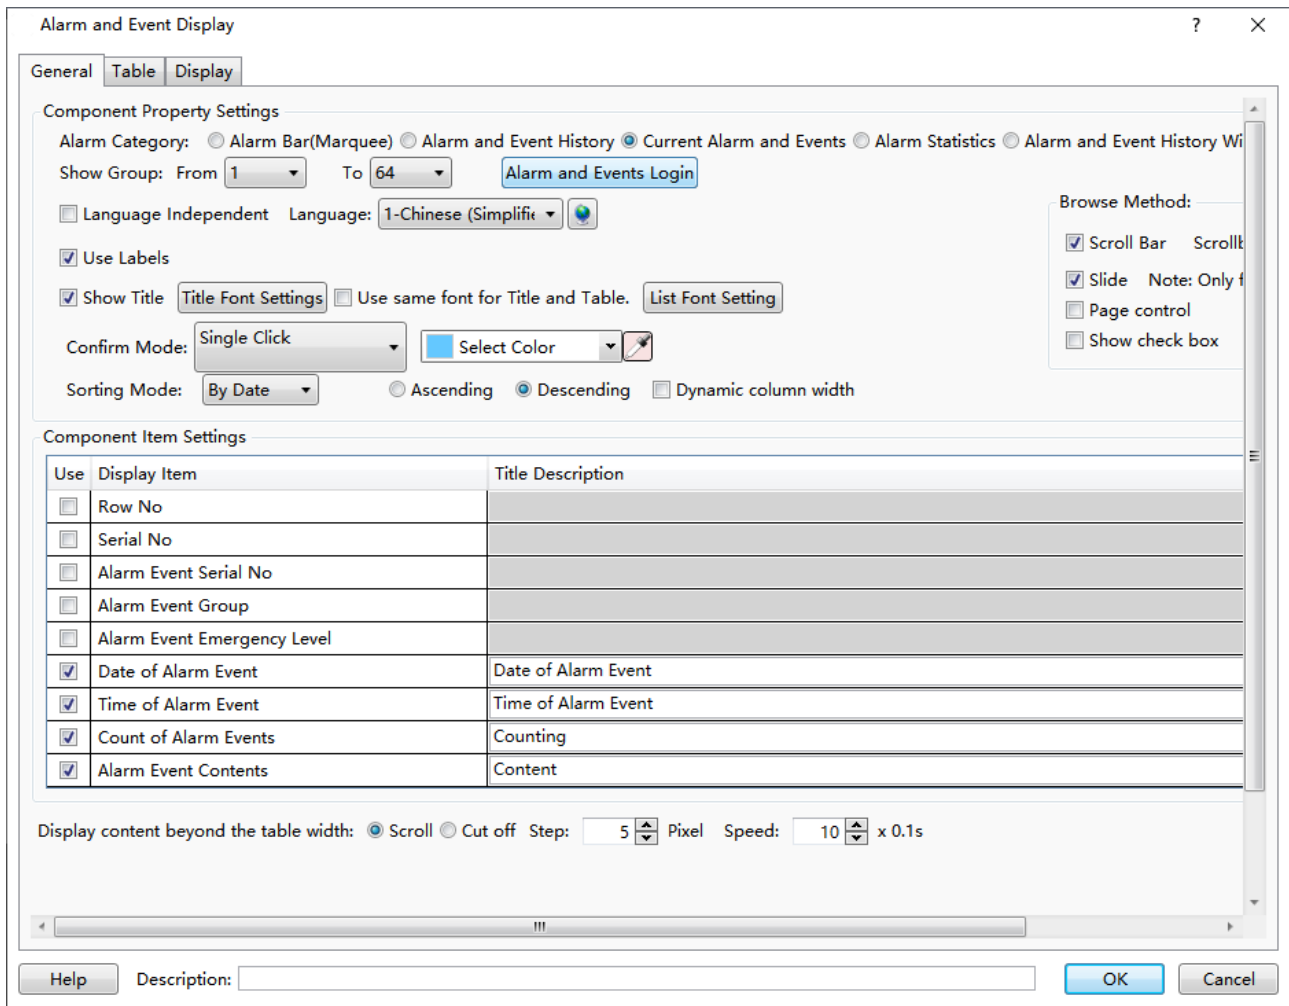 Alarm and Event Display ?
General Table Display
Component Property Settings
Alarm Category: Alarm Bar(Marquee) Alarm and Event History Current Alarm and Events Alarm Statistics Alarm and Event History Wi
Show Group: From 1 To 64 Alarm and Events Login
Language Independent Language: 1-Chinese (Simplifie
Browse Method:
Scroll Bar Scrollb
Use Labels
Slide Note: Only f
Show Title Title Font Settings Use same font for Title and Table. List Font Setting
Page control
Confirm Mode: Single Click Select Color
Show check box
Sorting Mode: By Date Ascending Descending Dynamic column width
Component Item Settings
Use Display Item Title Description
Row No
Serial No
Alarm Event Serial No
Alarm Event Group
Alarm Event Emergency Level
Date of Alarm Event Date of Alarm Event
Time of Alarm Event Time of Alarm Event
Count of Alarm Events Counting
Alarm Event Contents Content
Display content beyond the table width: Scroll Cut off Step: 5 Pixel Speed: 10 x 0.1s
Help Description: OK Cancel